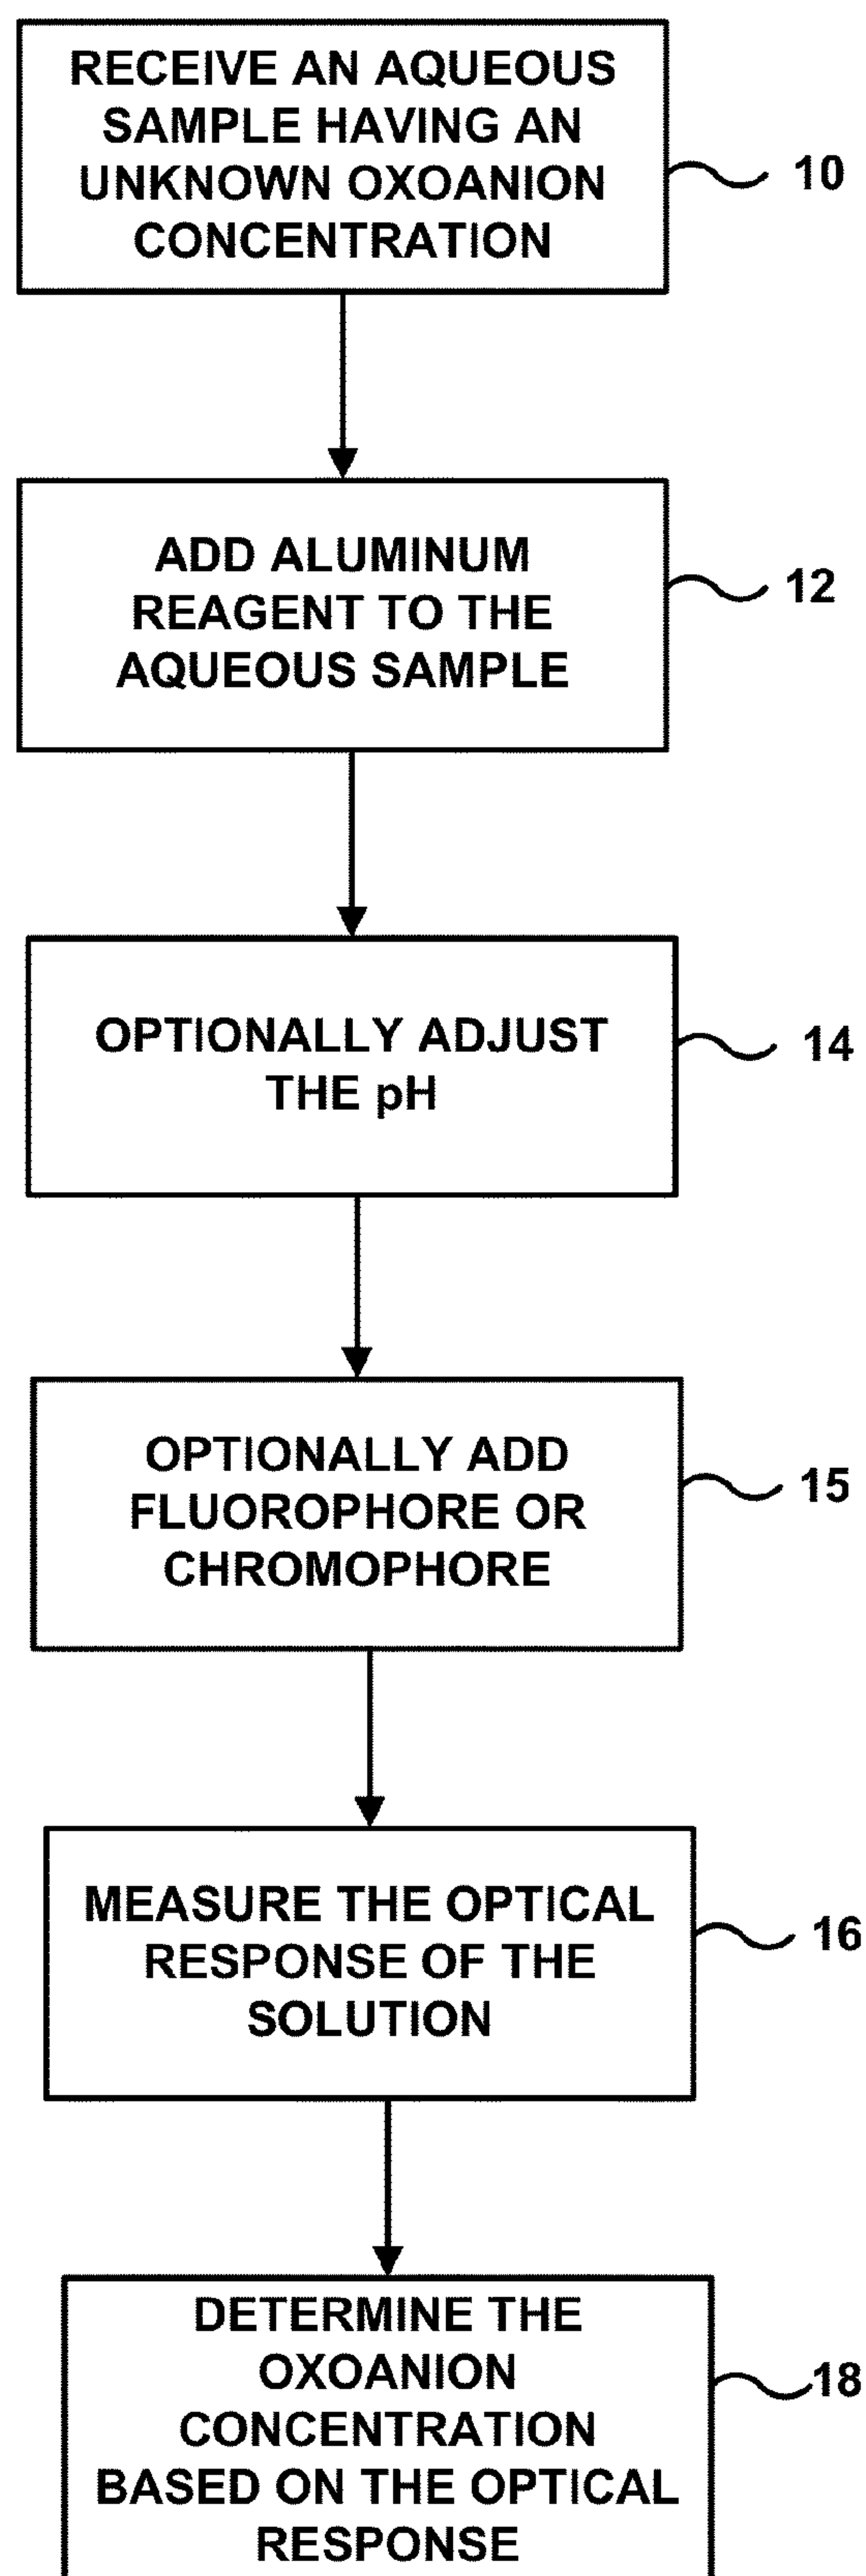 RECEIVE AN AQUEOUS
SAMPLE HAVING AN
UNKNOWN OXOANION
CONCENTRATION
10
ADD ALUMINUM
REAGENT TO THE
AQUEOUS SAMPLE
12
OPTIONALLY ADJUST
THE pH
14
OPTIONALLY ADD
FLUOROPHORE OR
CHROMOPHORE
15
MEASURE THE OPTICAL
RESPONSE OF THE
SOLUTION
16
DETERMINE THE
OXOANION
CONCENTRATION
BASED ON THE OPTICAL
RESPONSE
18